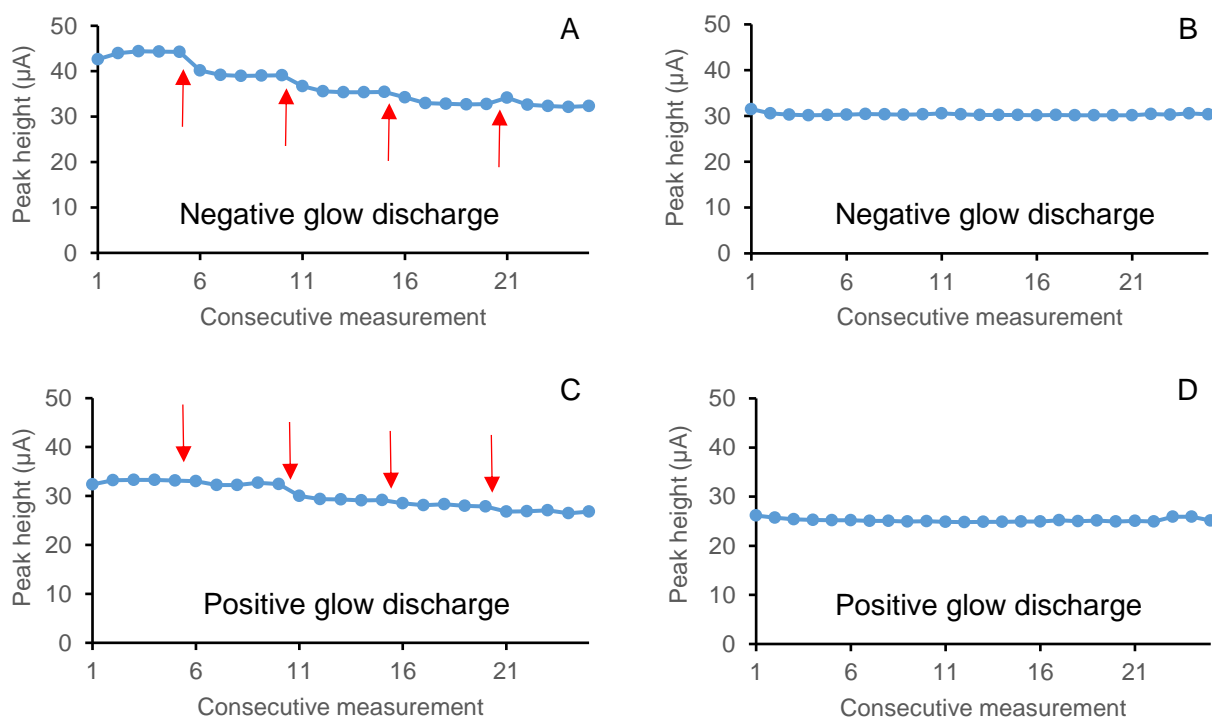 A
Peak height (µA)
50
40
30
20
10
0
Negative glow discharge
1 6 11 16 21
Consecutive measurement
B
Peak height (µA)
50
40
30
20
10
0
Negative glow discharge
1 6 11 16 21
Consecutive measurement
C
Peak height (µA)
50
40
30
20
10
0
Positive glow discharge
1 6 11 16 21
Consecutive measurement
D
Peak height (µA)
50
40
30
20
10
0
Positive glow discharge
1 6 11 16 21
Consecutive measurement